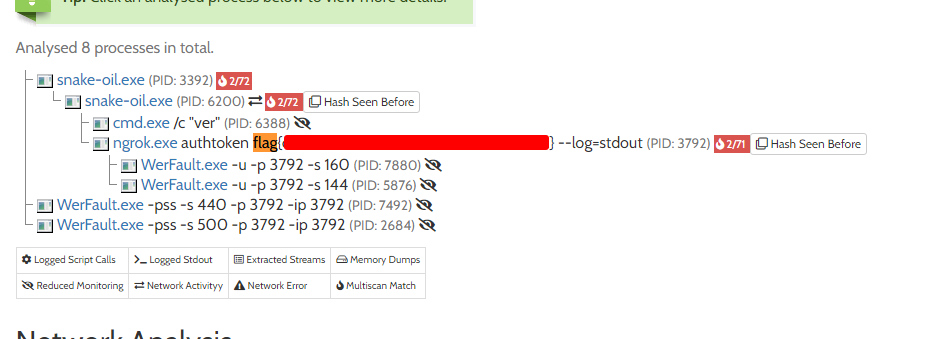 Tip: Click an analysed process below to view more details.
Analysed 8 processes in total.
snake-oil.exe (PID: 3392) 2/72
snake-oil.exe (PID: 6200) 2/72 Hash Seen Before
cmd.exe /c "ver" (PID: 6388)
ngrok.exe authtoken flag{ } --log=stdout (PID: 3792) 2/71 Hash Seen Before
WerFault.exe -u -p 3792 -s 160 (PID: 7880)
WerFault.exe -u -p 3792 -s 144 (PID: 5876)
WerFault.exe -pss -s 440 -p 3792 -ip 3792 (PID: 7492)
WerFault.exe -pss -s 500 -p 3792 -ip 3792 (PID: 2684)
Logged Script Calls Logged Stdout Extracted Streams Memory Dumps
Reduced Monitoring Network Activityy Network Error Multiscan Match
Network Analysis